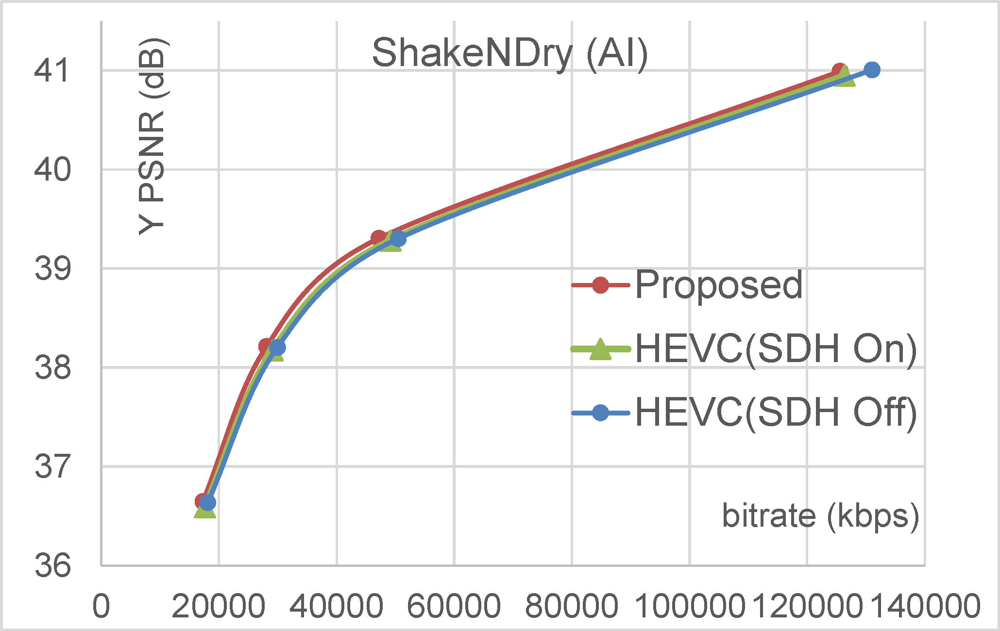 ShakeNDry (AI)
Y PSNR (dB)
41
40
39
38
37
36
Proposed
HEVC(SDH On)
HEVC(SDH Off)
bitrate (kbps)
0 20000 40000 60000 80000 100000 120000 140000